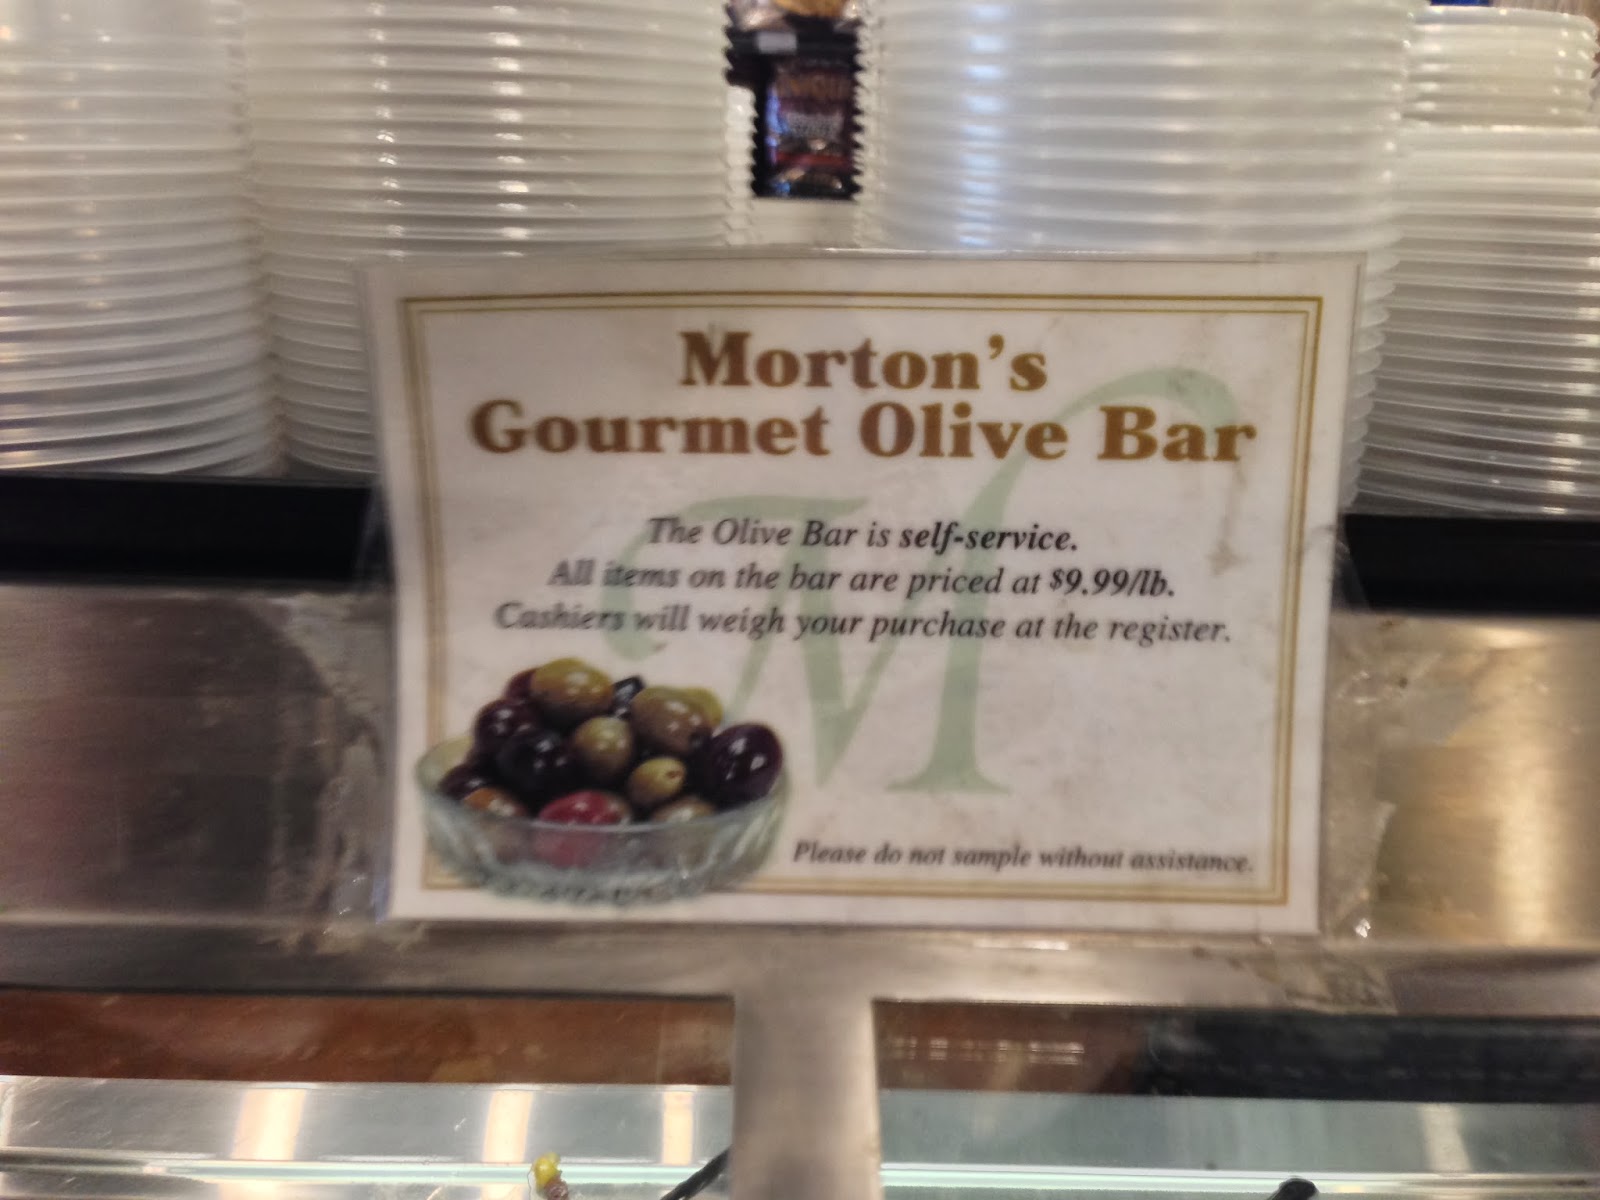 Morton's
Gourmet Olive Bar
The Olive Bar is self-service.
All items on the bar are priced at $9.99/lb.
Cashiers will weigh your purchase at the register.
M
Please do not sample without assistance.